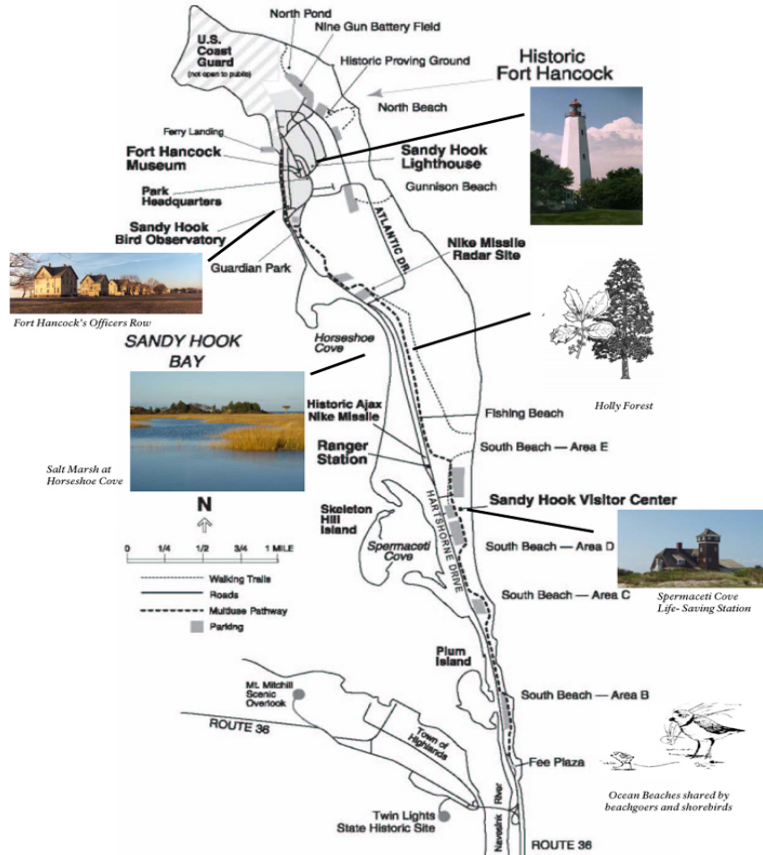 North Pond
Nine Gun Battery Field
U.S.
Coast
Guard
(not open to public)
Historic Proving Ground
Historic
Fort Hancock
North Beach
Ferry Landing
Fort Hancock
Museum
Sandy Hook
Lighthouse
Park
Headquarters
Gunnison Beach
Sandy Hook
Bird Observatory
ATLANTIC DR.
Guardian Park
Nike Missile
Radar Site
Fort Hancock's Officers Row
SANDY HOOK
BAY
Horseshoe
Cove
Holly Forest
Historic Ajax
Nike Missile
Fishing Beach
Ranger
Station
South Beach — Area E
Salt Marsh at
Horseshoe Cove
N
Skeleton
Hill
Island
HARTSHORNE DRIVE
Sandy Hook Visitor Center
0 1/4 1/2 3/4 1 MILE
Spermaceti
Cove
South Beach — Area D
Walking Trails
Roads
Multiuse Pathway
Parking
South Beach — Area C
Spermaceti Cove
Life- Saving Station
Plum
Island
Mt. Mitchill
Scenic
Overlook
South Beach — Area B
ROUTE 36
Town of
Highlands
Fee Plaza
Ocean Beaches shared by
beachgoers and shorebirds
Navesink River
Twin Lights
State Historic Site
ROUTE 36